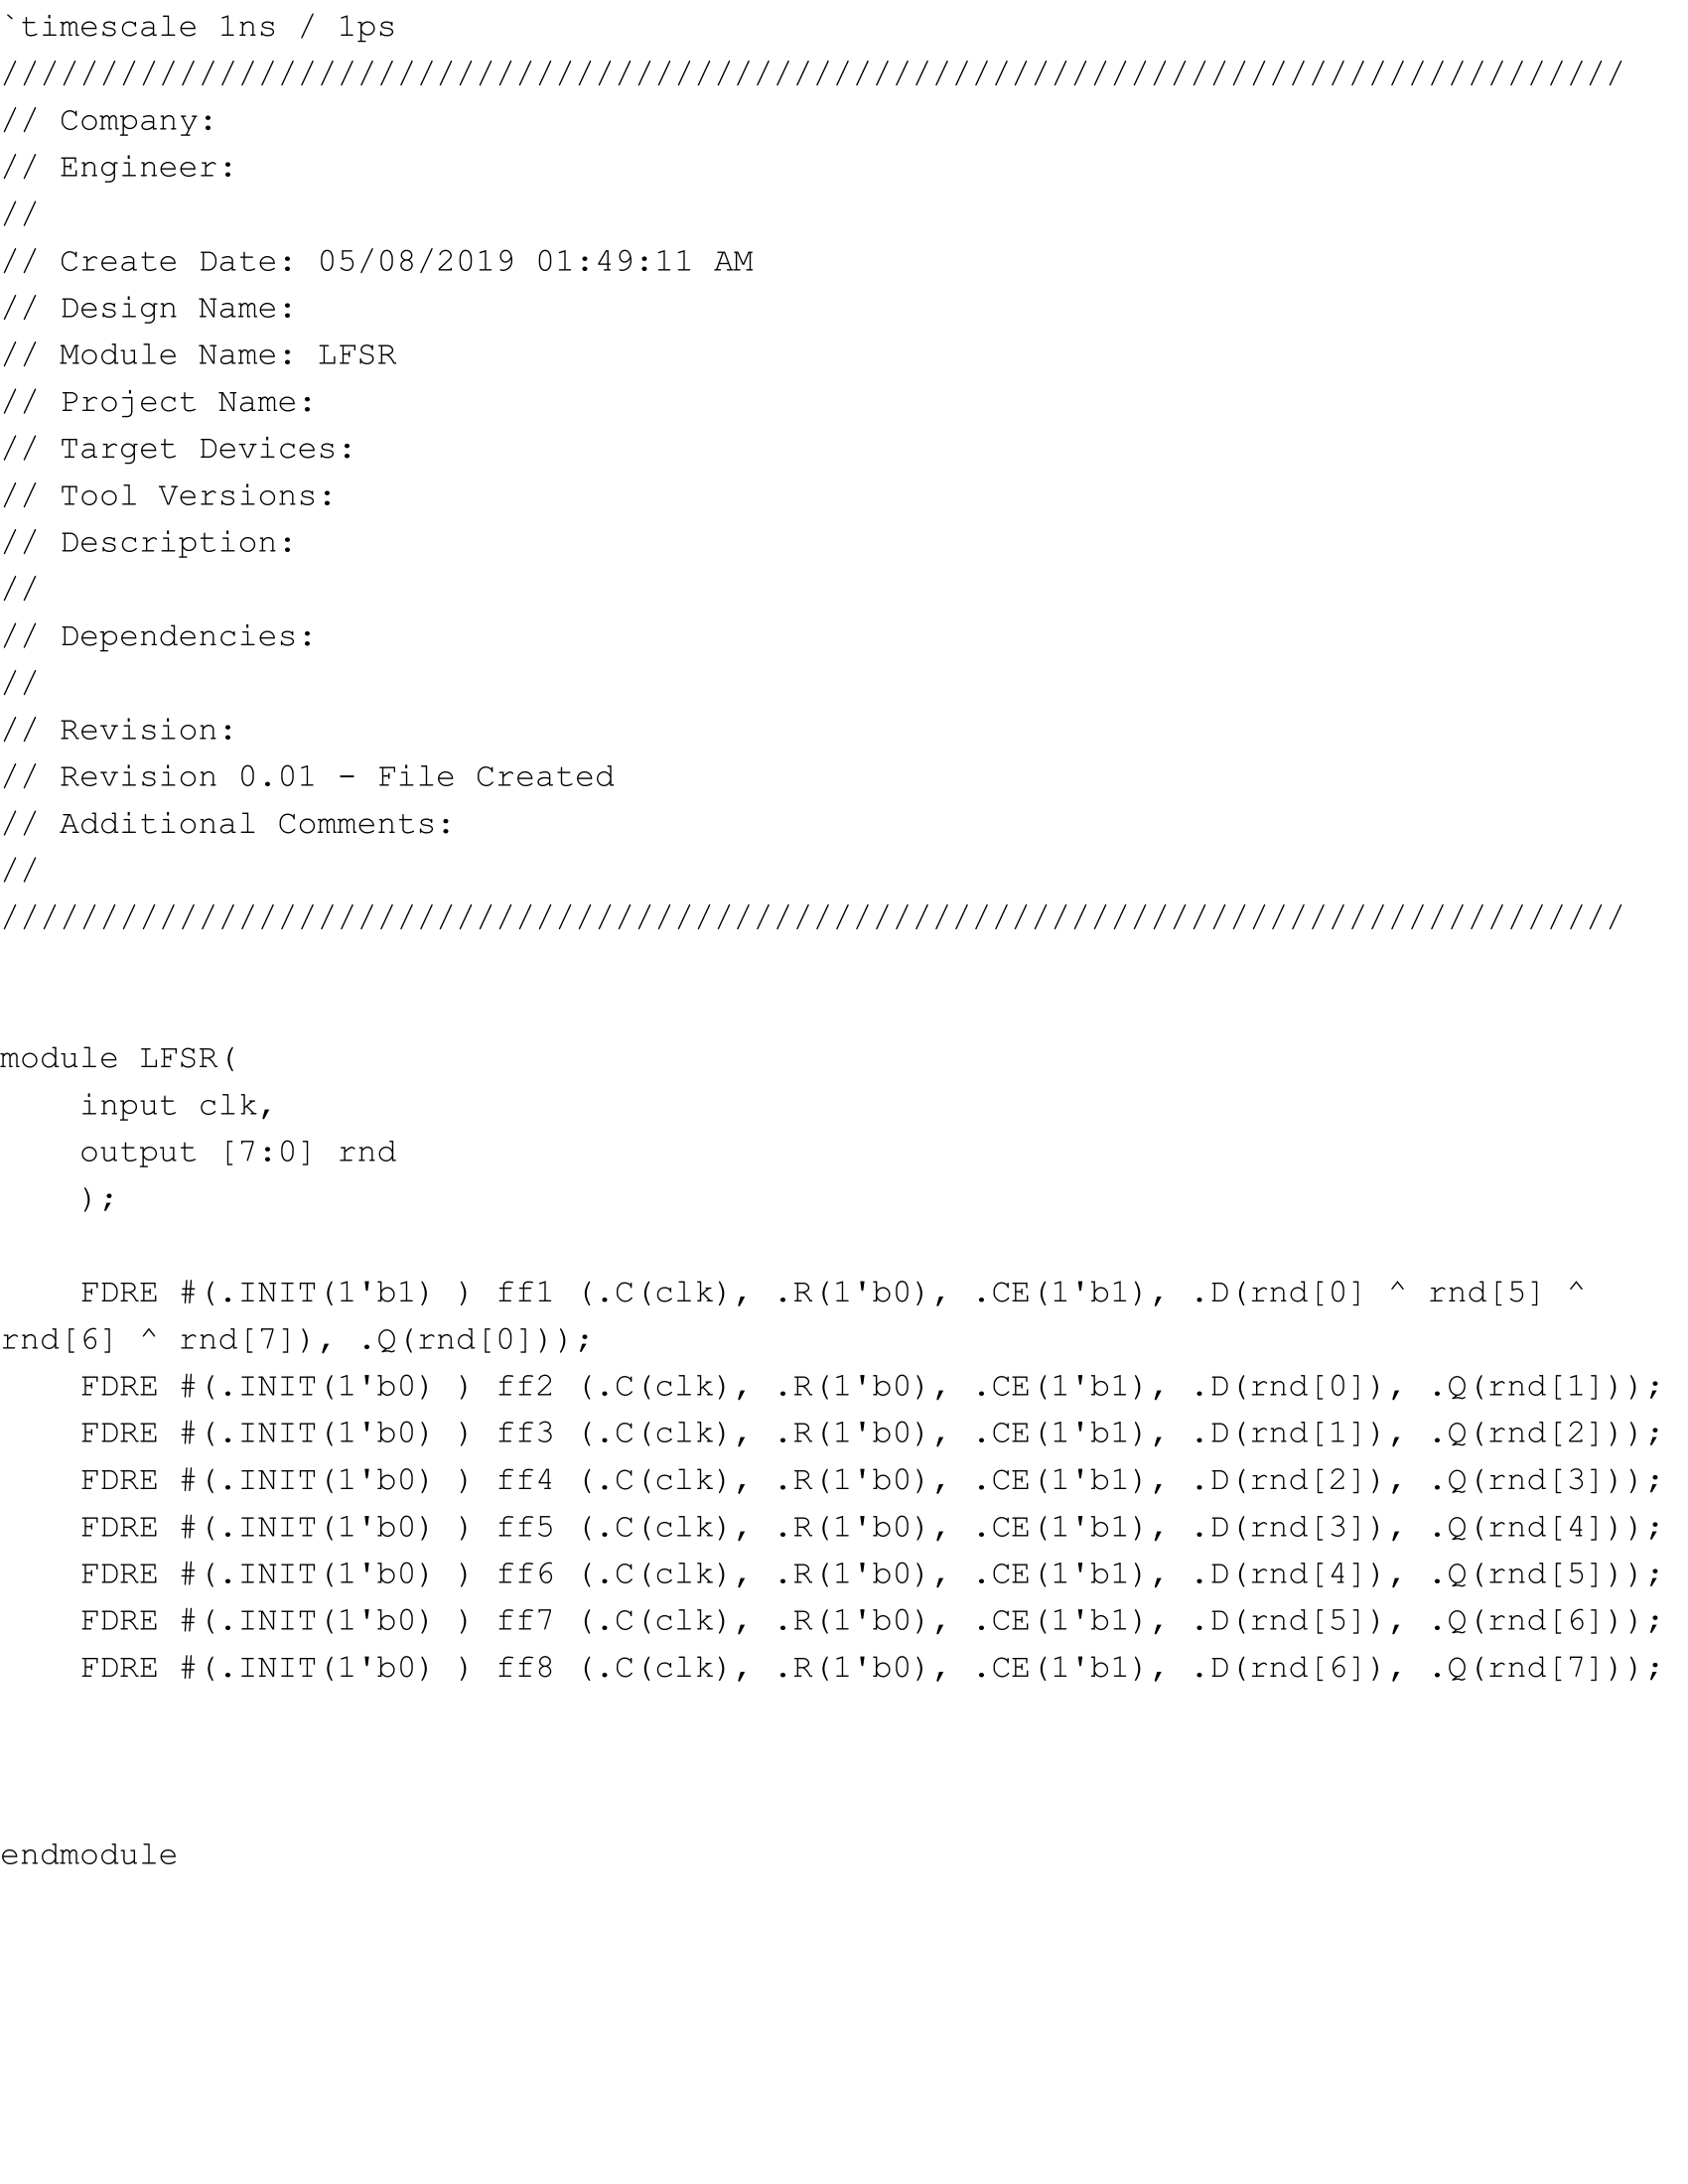 `timescale 1ns / 1ps
//////////////////////////////////////////////////////////////////////////////////
// Company:
// Engineer:
//
// Create Date: 05/08/2019 01:49:11 AM
// Design Name:
// Module Name: LFSR
// Project Name:
// Target Devices:
// Tool Versions:
// Description:
//
// Dependencies:
//
// Revision:
// Revision 0.01 - File Created
// Additional Comments:
//
//////////////////////////////////////////////////////////////////////////////////


module LFSR(
    input clk,
    output [7:0] rnd
    );

    FDRE #(.INIT(1'b1) ) ff1 (.C(clk), .R(1'b0), .CE(1'b1), .D(rnd[0] ^ rnd[5] ^
rnd[6] ^ rnd[7]), .Q(rnd[0]));
    FDRE #(.INIT(1'b0) ) ff2 (.C(clk), .R(1'b0), .CE(1'b1), .D(rnd[0]), .Q(rnd[1]));
    FDRE #(.INIT(1'b0) ) ff3 (.C(clk), .R(1'b0), .CE(1'b1), .D(rnd[1]), .Q(rnd[2]));
    FDRE #(.INIT(1'b0) ) ff4 (.C(clk), .R(1'b0), .CE(1'b1), .D(rnd[2]), .Q(rnd[3]));
    FDRE #(.INIT(1'b0) ) ff5 (.C(clk), .R(1'b0), .CE(1'b1), .D(rnd[3]), .Q(rnd[4]));
    FDRE #(.INIT(1'b0) ) ff6 (.C(clk), .R(1'b0), .CE(1'b1), .D(rnd[4]), .Q(rnd[5]));
    FDRE #(.INIT(1'b0) ) ff7 (.C(clk), .R(1'b0), .CE(1'b1), .D(rnd[5]), .Q(rnd[6]));
    FDRE #(.INIT(1'b0) ) ff8 (.C(clk), .R(1'b0), .CE(1'b1), .D(rnd[6]), .Q(rnd[7]));



endmodule